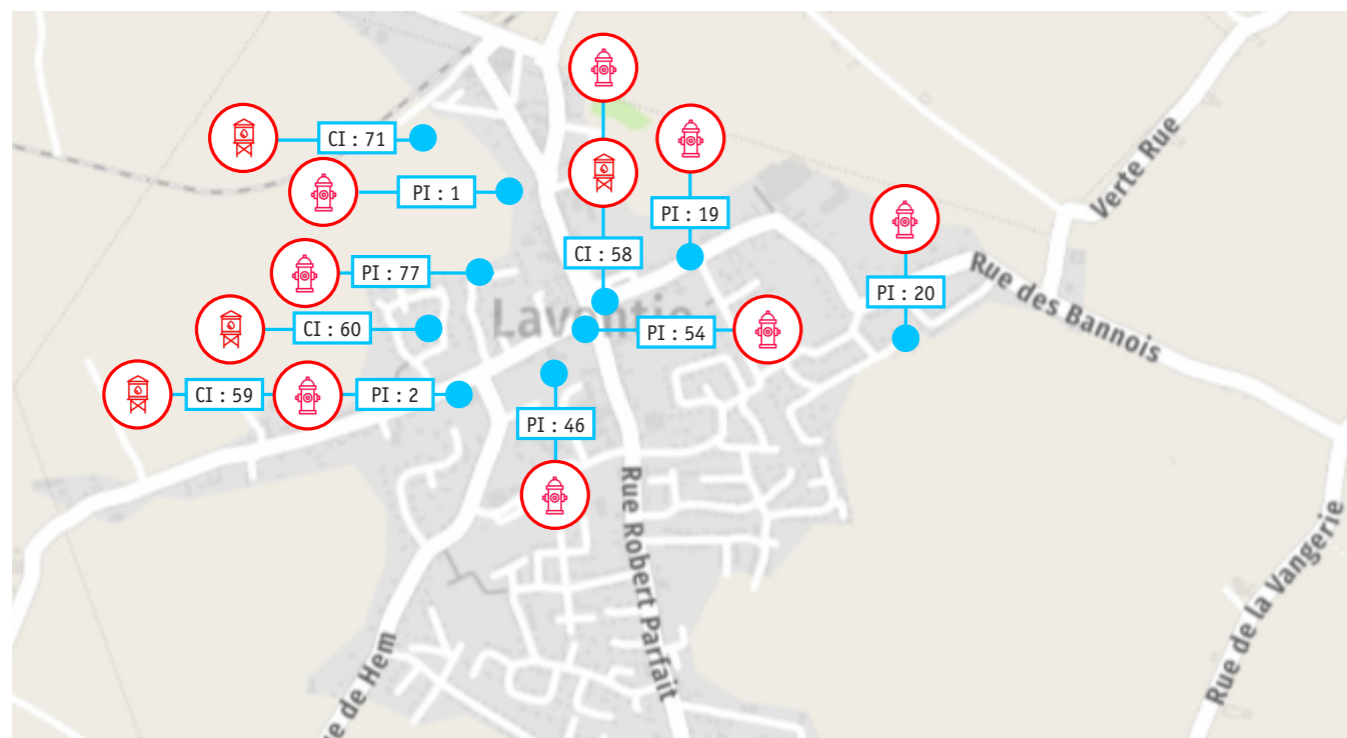 CI : 71
PI : 1
PI : 19
CI : 58
PI : 77
PI : 20
CI : 60
PI : 54
CI : 59
PI : 2
PI : 46
Laventie
Verte Rue
Rue des Bannois
Rue Robert Parfait
Rue de la Vangerie
e de Hem